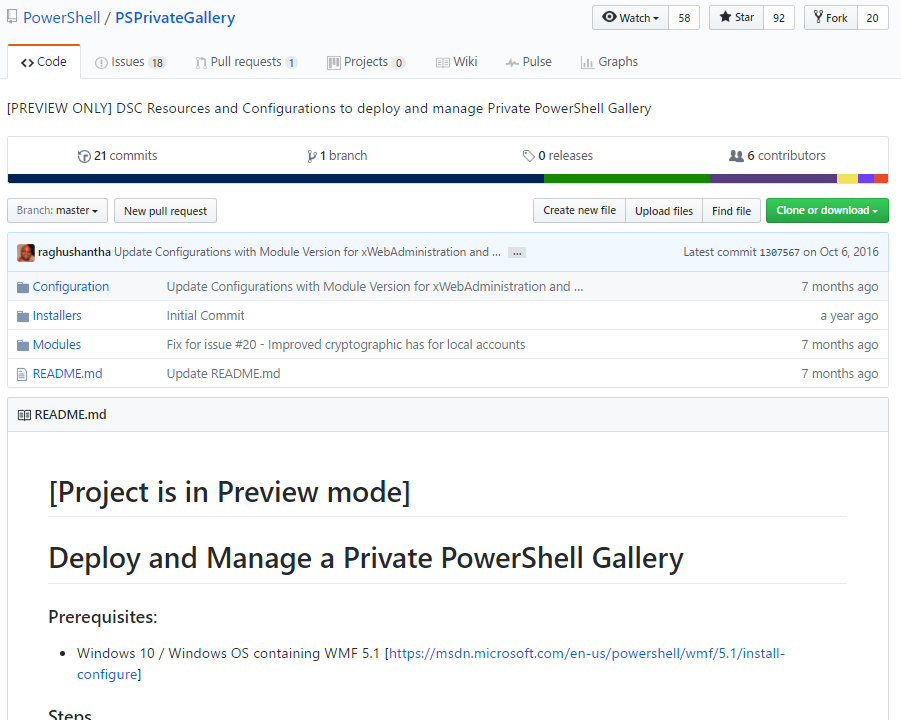 PowerShell / PSPrivateGallery
Watch 58 Star 92 Fork 20
Code Issues 18 Pull requests 1 Projects 0 Wiki Pulse Graphs
[PREVIEW ONLY] DSC Resources and Configurations to deploy and manage Private PowerShell Gallery
21 commits 1 branch 0 releases 6 contributors
Branch: master New pull request Create new file Upload files Find file Clone or download
raghushantha Update Configurations with Module Version for xWebAdministration and ... ... Latest commit 1307567 on Oct 6, 2016
Configuration Update Configurations with Module Version for xWebAdministration and ... 7 months ago
Installers Initial Commit a year ago
Modules Fix for issue #20 - Improved cryptographic has for local accounts 7 months ago
README.md Update README.md 7 months ago
README.md
[Project is in Preview mode]
Deploy and Manage a Private PowerShell Gallery
Prerequisites:
• Windows 10 / Windows OS containing WMF 5.1 [https://msdn.microsoft.com/en-us/powershell/wmf/5.1/install-
configure]
Steps